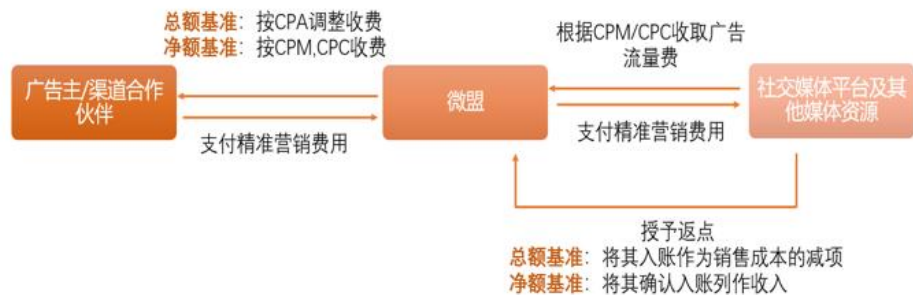 总额基准：按CPA调整收费
净额基准：按CPM,CPC收费
根据CPM/CPC收取广告
流量费
广告主/渠道合作
伙伴
微盟
社交媒体平台及其
他媒体资源
支付精准营销费用
支付精准营销费用
授予返点
总额基准：将其入账作为销售成本的减项
净额基准：将其确认入账列作收入